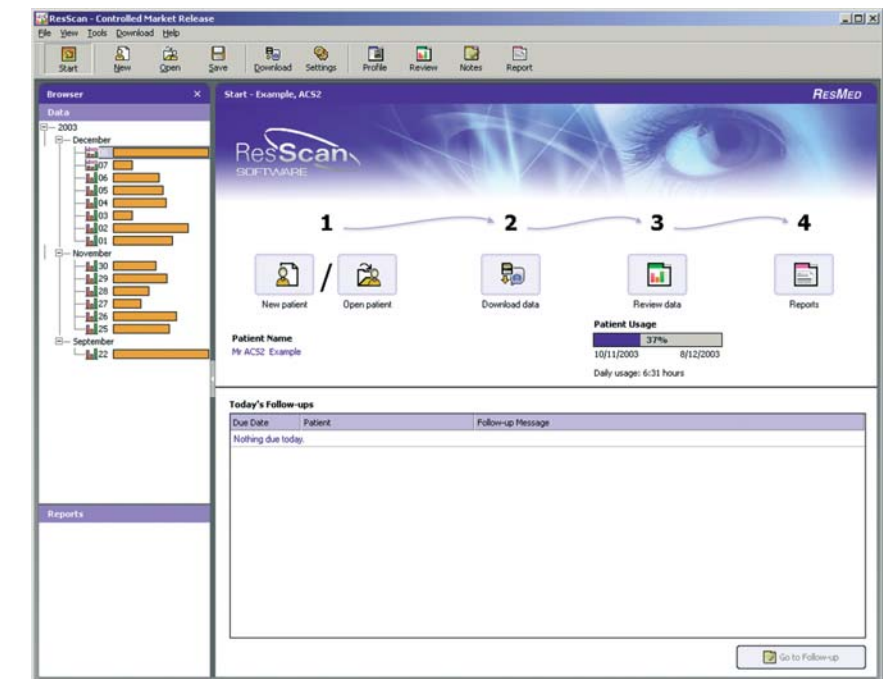 ResScan - Controlled Market Release
File View Tools Download Help
Start New Open Save Download Settings Profile Review Notes Report
Browser ×
Data
2003
December
07
06
05
04
03
02
01
November
30
29
28
27
26
25
September
22
Reports
Start - Example, ACS2
RESMED
ResScan
SOFTWARE
1 2 3 4
/
New patient Open patient Download data Review data Reports
Patient Name
Mr ACS2 Example
Patient Usage
37%
10/11/2003 8/12/2003
Daily usage: 6:31 hours
Today's Follow-ups
Due Date Patient Follow-up Message
Nothing due today.
Go to Follow-up